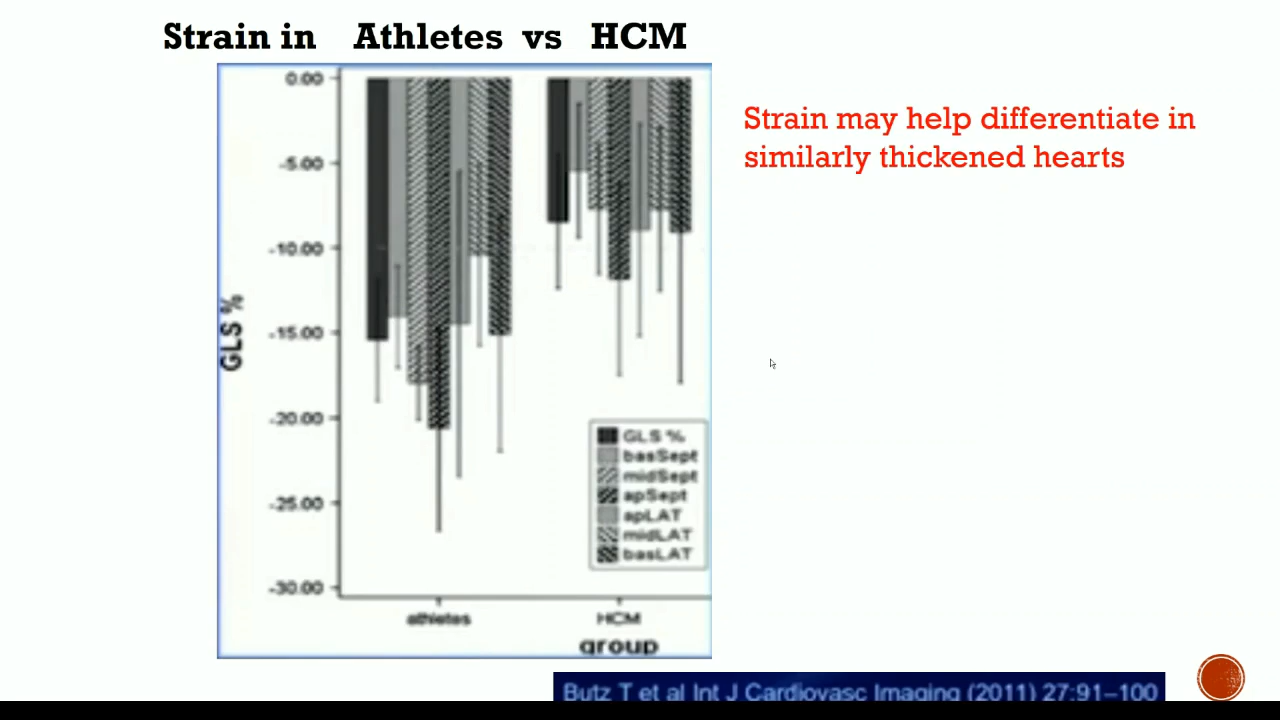 Strain in Athletes vs HCM
Strain may help differentiate in
similarly thickened hearts
0.00
-5.00
-10.00
-15.00
-20.00
-25.00
-30.00
GLS %
GLS %
basSept
midSept
apSept
apLAT
midLAT
basLAT
athletes HCM
group
Butz T et al Int J Cardiovasc Imaging (2011) 27:91–100